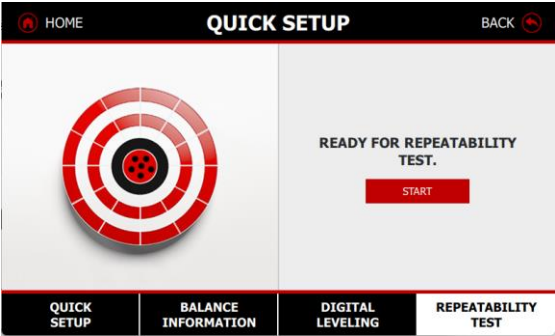 HOME
QUICK SETUP
BACK
READY FOR REPEATABILITY
TEST.
START
QUICK
SETUP
BALANCE
INFORMATION
DIGITAL
LEVELING
REPEATABILITY
TEST